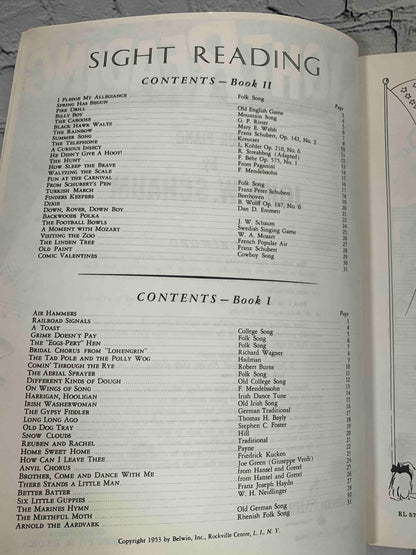 SIGHT READING
CONTENTS — Book II
Page
I PLEDGE MY ALLEGIANCE Folk Song
SPRING HAS BEGUN
FIRE DRILL Old English Game
BILLY BOY Mountain Song
THE CABOOSE G. P. Ritter
BLACK HAWK WALTZ Mary E. Walsh
THE RAINBOW Franz Schubert, Op. 142, No. 2
SUMMER SONG Kreutzer
THE TELEPHONE L. Kohler Op. 210, No. 6
A CURIOUS INSECT R. Streabbog (Adapted)
HE DIDN'T GIVE A HOOT! F. Behr Op. 575, No. 1
THE HUNT From Paganini
HOW SLEEP THE BRAVE F. Mendelssohn
WALTZING THE SCALE
FUN AT THE CARNIVAL
FROM SCHUBERT'S PEN Folk Song
TURKISH MARCH Franz Peter Schubert
FINDERS KEEPERS Beethoven
DIXIE B. Wolff Op. 187, No. 6
DOWN, ROVER, DOWN BOY Dan D. Emmett
BACKWOODS POLKA
THE FOOTBALL BOWLS J. W. Schaum
A MOMENT WITH MOZART Swedish Singing Game
VISITING THE ZOO W. A. Mozart
THE LINDEN TREE French Popular Air
OLD PAINT Franz Schubert
COMIC VALENTINES Cowboy Song
31
CONTENTS — Book I
Page
AIR HAMMERS
RAILROAD SIGNALS
A TOAST College Song
GRIME DOESN'T PAY Folk Song
THE "EGGS-PERT" HEN Folk Song
BRIDAL CHORUS FROM "LOHENGRIN" Richard Wagner
THE TAD POLE AND THE POLLY WOG Hailman
COMIN' THROUGH THE RYE Robert Burns
THE AERIAL SPRAYER Folk Song
DIFFERENT KINDS OF DOUGH Old College Song
ON WINGS OF SONG F. Mendelssohn
HARRIGAN, HOOLIGAN Irish Dance Tune
IRISH WASHERWOMAN Old Irish Song
THE GYPSY FIDDLER German Traditional
LONG LONG AGO Thomas H. Bayly
OLD DOG TRAY Stephen C. Foster
SNOW CLOUDS Hill
REUBEN AND RACHEL Traditional
HOME SWEET HOME Payne
HOW CAN I LEAVE THEE Friedrick Kucken
ANVIL CHORUS Joe Green (Giuseppe Verdi)
BROTHER, COME AND DANCE WITH ME from Hansel and Gretel
THERE STANDS A LITTLE MAN from Hansel and Gretel
BETTER BATTER Franz Joseph Haydn
SIX LITTLE GUPPIES W. H. Neidlinger
THE MARINES HYMN
THE MIRTHFUL MOTH Old German Song
ARNOLD THE AARDVARK Rhenish Folk Song
31
Copyright 1953 by Belwin, Inc., Rockville Centre, L. I., N. Y.
EL 67